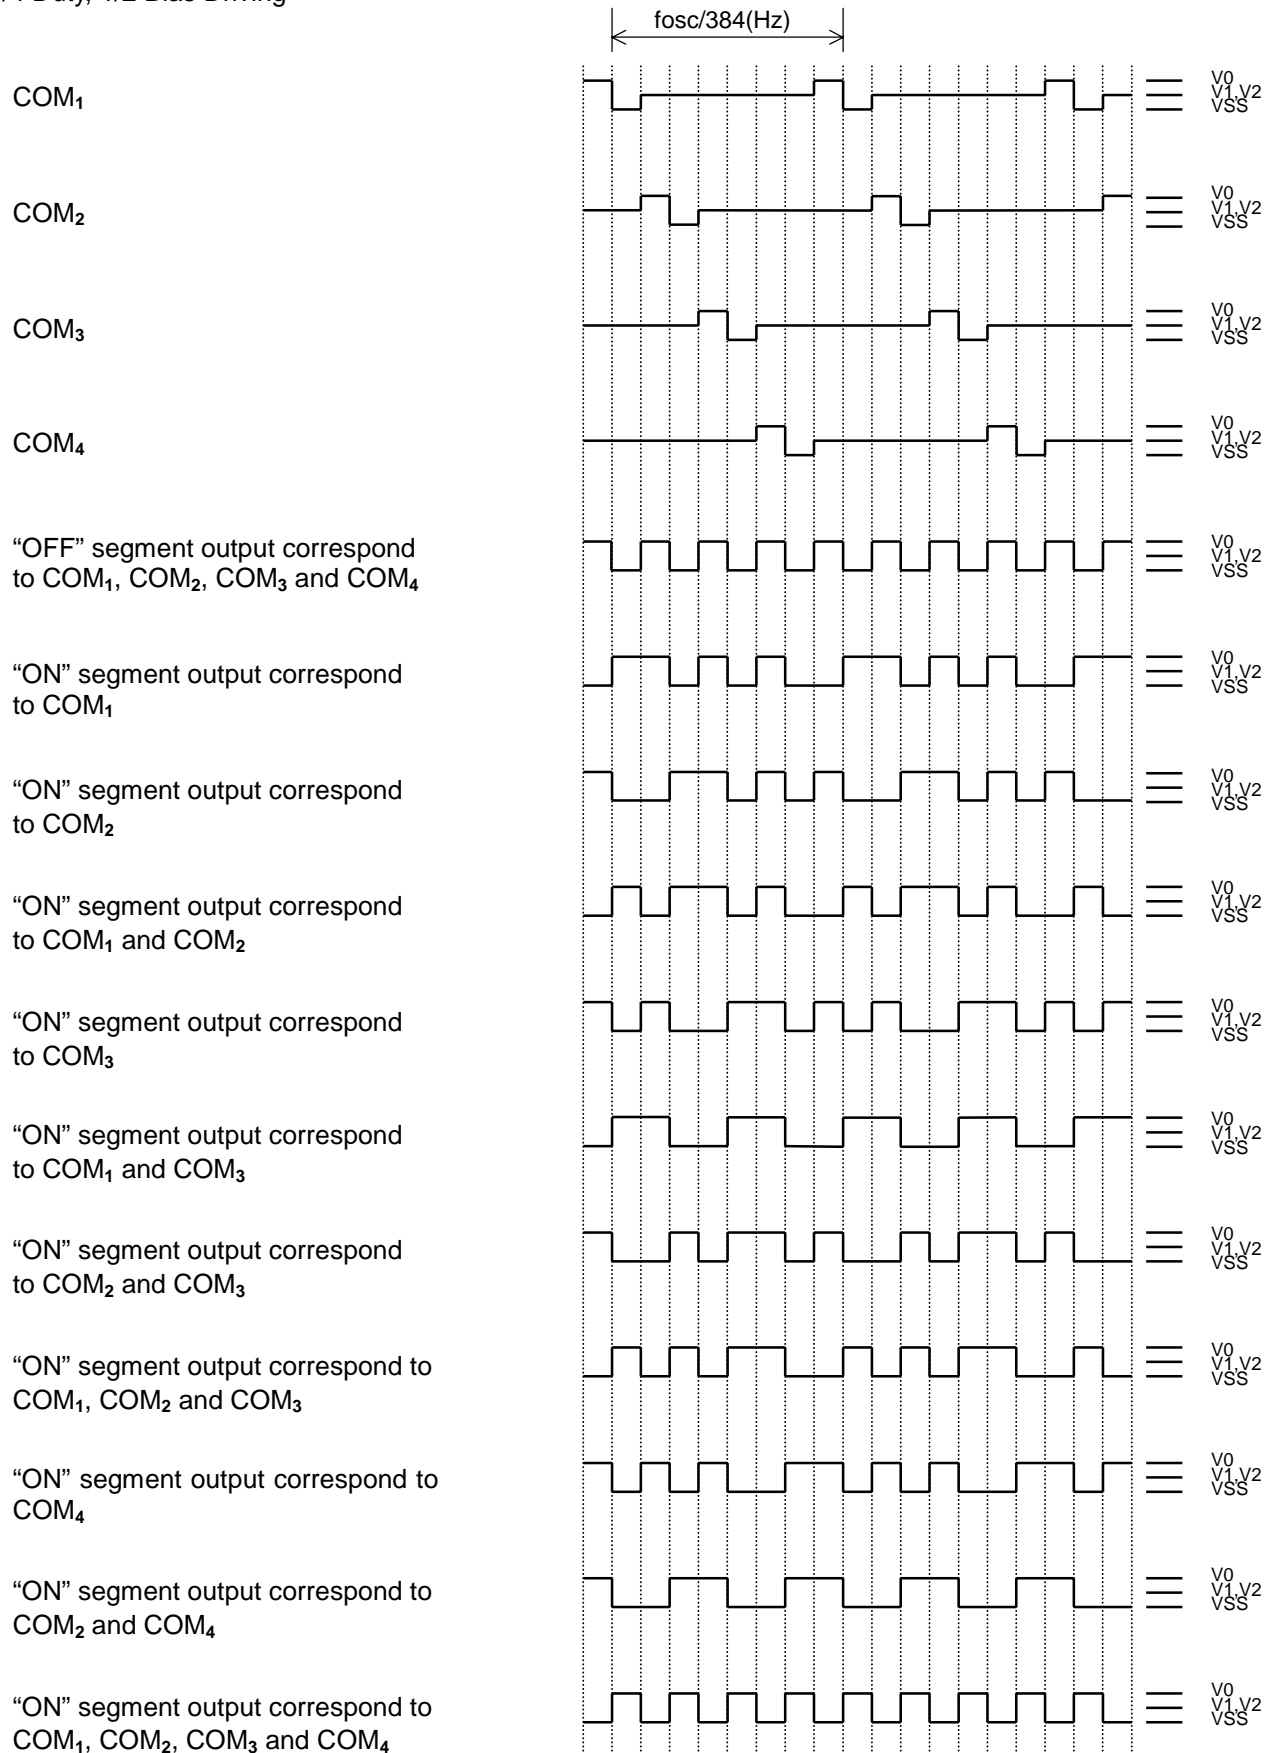 Duty, 1/2 Bias Driving
fosc/384(Hz)
COM1
V0
V1,V2
VSS
COM2
V0
V1,V2
VSS
COM3
V0
V1,V2
VSS
COM4
V0
V1,V2
VSS
“OFF” segment output correspond
to COM1, COM2, COM3 and COM4
V0
V1,V2
VSS
“ON” segment output correspond
to COM1
V0
V1,V2
VSS
“ON” segment output correspond
to COM2
V0
V1,V2
VSS
“ON” segment output correspond
to COM1 and COM2
V0
V1,V2
VSS
“ON” segment output correspond
to COM3
V0
V1,V2
VSS
“ON” segment output correspond
to COM1 and COM3
V0
V1,V2
VSS
“ON” segment output correspond
to COM2 and COM3
V0
V1,V2
VSS
“ON” segment output correspond to
COM1, COM2 and COM3
V0
V1,V2
VSS
“ON” segment output correspond to
COM4
V0
V1,V2
VSS
“ON” segment output correspond to
COM2 and COM4
V0
V1,V2
VSS
“ON” segment output correspond to
COM1, COM2, COM3 and COM4
V0
V1,V2
VSS